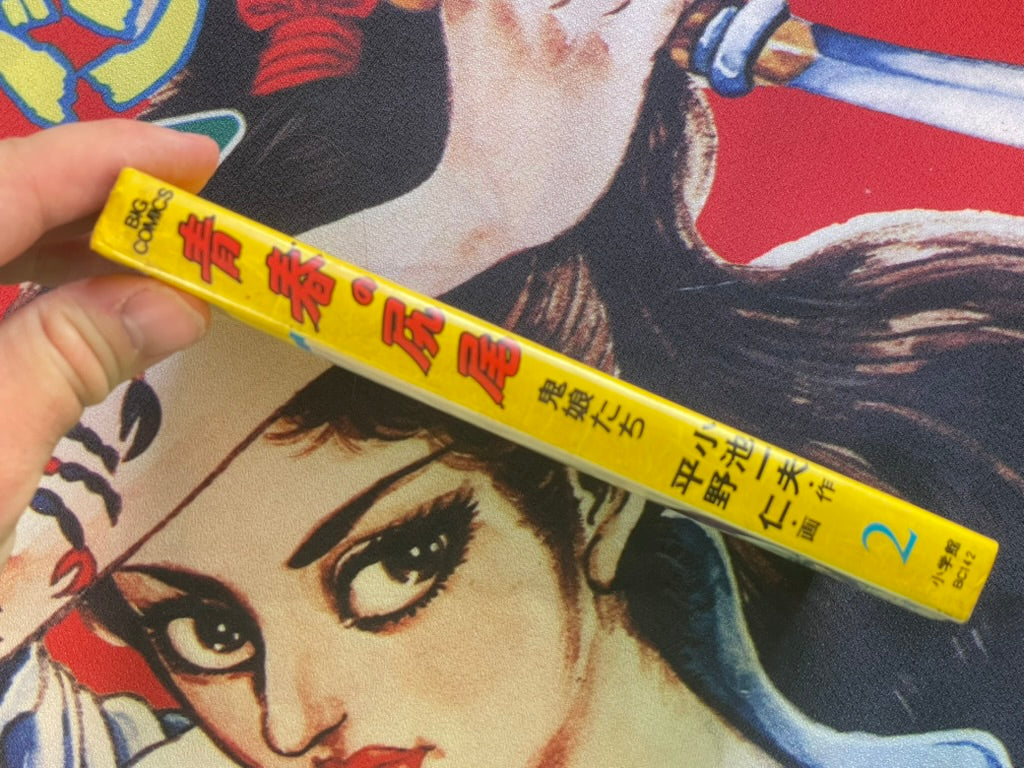 BIG
COMICS
青春の尻尾
鬼娘たち
小池一夫・作
平野 仁・画
2
小学館
BC142